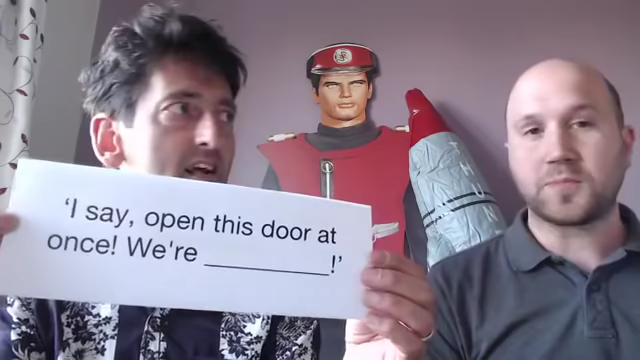 'I say, open this door at
once! We're __________!'